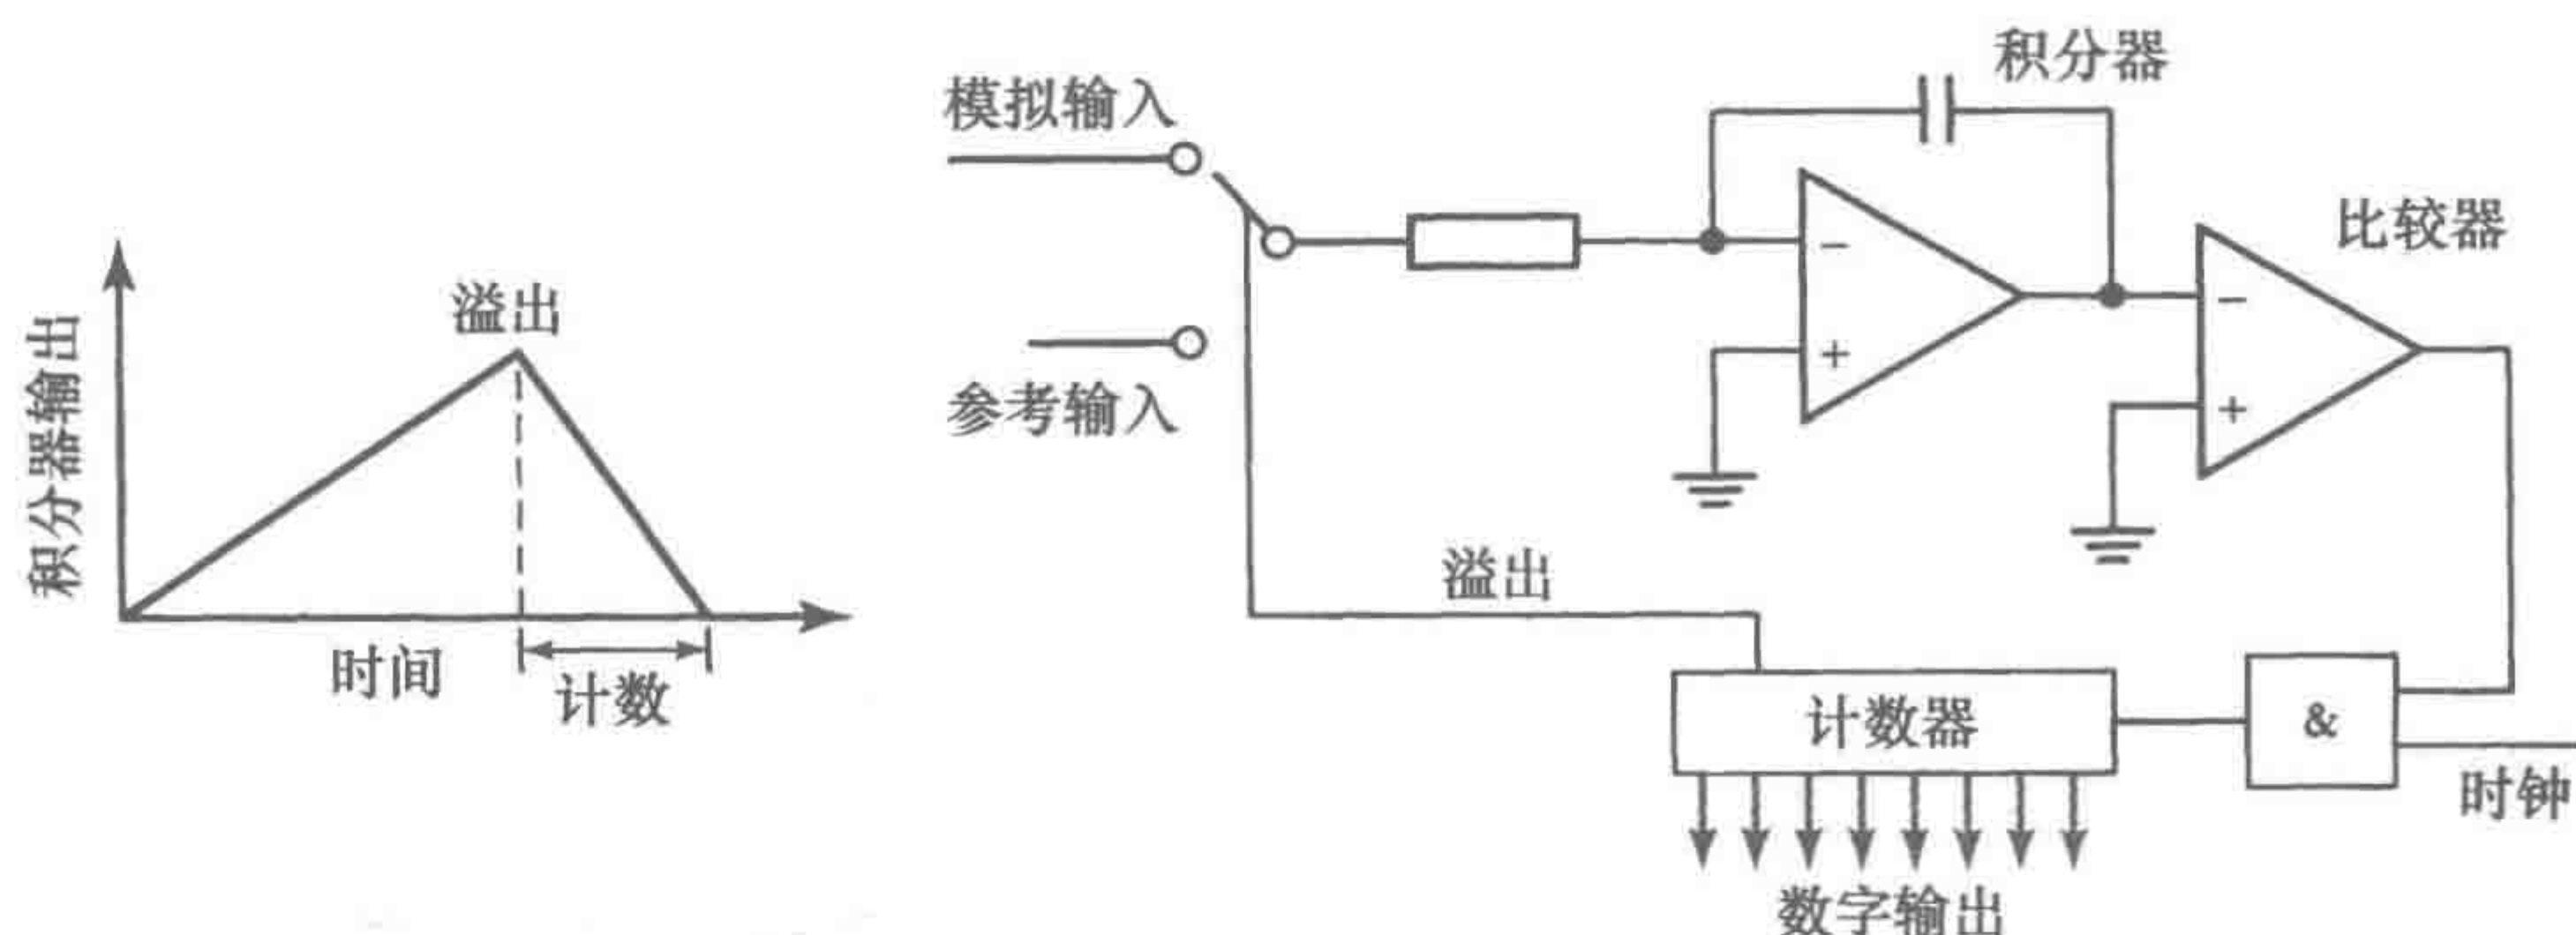 积分器输出
溢出
时间
计数
模拟输入
参考输入
积分器
−
+
比较器
−
+
溢出
计数器
&
时钟
数字输出